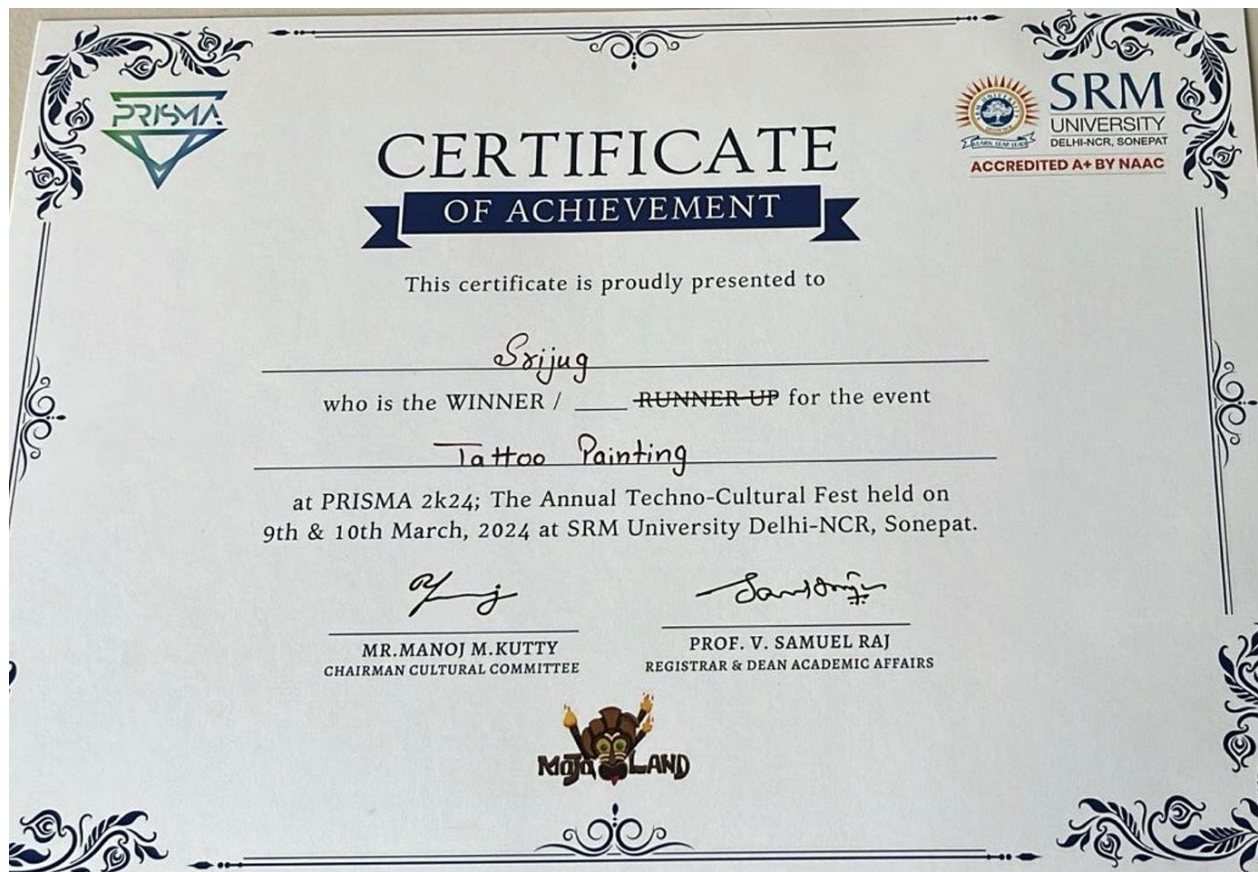 PRISMA
SRM
UNIVERSITY
DELHI-NCR, SONEPAT
ACCREDITED A+ BY NAAC
CERTIFICATE
OF ACHIEVEMENT
This certificate is proudly presented to
Srijug
who is the WINNER / ____ RUNNER-UP for the event
Tattoo Painting
at PRISMA 2k24; The Annual Techno-Cultural Fest held on
9th & 10th March, 2024 at SRM University Delhi-NCR, Sonepat.
MR.MANOJ M.KUTTY
CHAIRMAN CULTURAL COMMITTEE
PROF. V. SAMUEL RAJ
REGISTRAR & DEAN ACADEMIC AFFAIRS
MOJO LAND